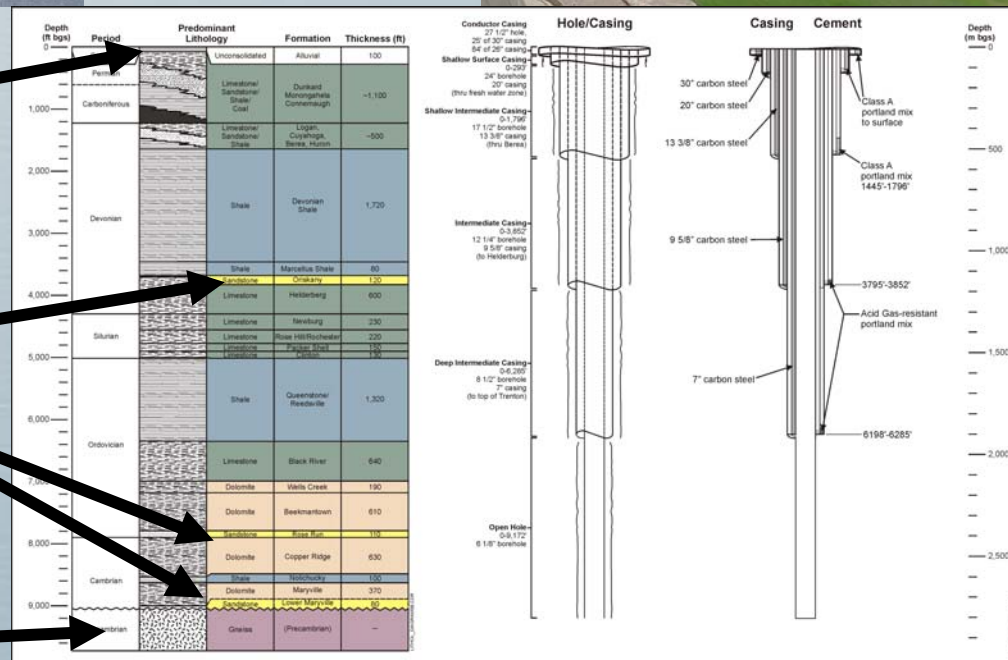 Depth
(ft bgs)
Period
Predominant
Lithology
Formation
Thickness (ft)
0
1,000
2,000
3,000
4,000
5,000
6,000
8,000
9,000
Permian
Carboniferous
Devonian
Silurian
Ordovician
Cambrian
Unconsolidated
Alluvial
100
Limestone/
Sandstone/
Shale/
Coal
Dunkard
Monongahela
Connemaugh
~1,100
Limestone/
Sandstone/
Shale
Logan,
Cuyahoga,
Berea, Huron
~500
Shale
Devonian
Shale
1,720
Shale
Marcellus Shale
80
Sandstone
Oriskany
120
Limestone
Helderberg
600
Limestone
Newburg
230
Limestone
Rose Hill/Rochester
220
Limestone
Packer Shell
150
Limestone
Clinton
130
Shale
Queenstone/
Reedsville
1,320
Limestone
Black River
640
Dolomite
Wells Creek
190
Dolomite
Beekmantown
610
Sandstone
Rose Run
110
Dolomite
Copper Ridge
630
Shale
Nolichucky
100
Dolomite
Maryville
370
Sandstone
Lower Maryville
80
Gneiss
(Precambrian)
–
Hole/Casing
Conductor Casing
27 1/2" hole,
25' of 30" casing
84' of 26" casing
Shallow Surface Casing
0-293'
24" borehole
20" casing
(thru fresh water zone)
Shallow Intermediate Casing
0-1,796'
17 1/2" borehole
13 3/8" casing
(thru Berea)
Intermediate Casing
0-3,852'
12 1/4" borehole
9 5/8" casing
(to Helderburg)
Deep Intermediate Casing
0-6,285'
8 1/2" borehole
7" casing
(to top of Trenton)
Open Hole
0-9,172'
6 1/8" borehole
Casing
Cement
30" carbon steel
20" carbon steel
13 3/8" carbon steel
9 5/8" carbon steel
7" carbon steel
Class A
portland mix
to surface
Class A
portland mix
1445'-1796'
3795'-3852'
Acid Gas-resistant
portland mix
6198'-6285'
Depth
(m bgs)
0
500
1,000
1,500
2,000
2,500